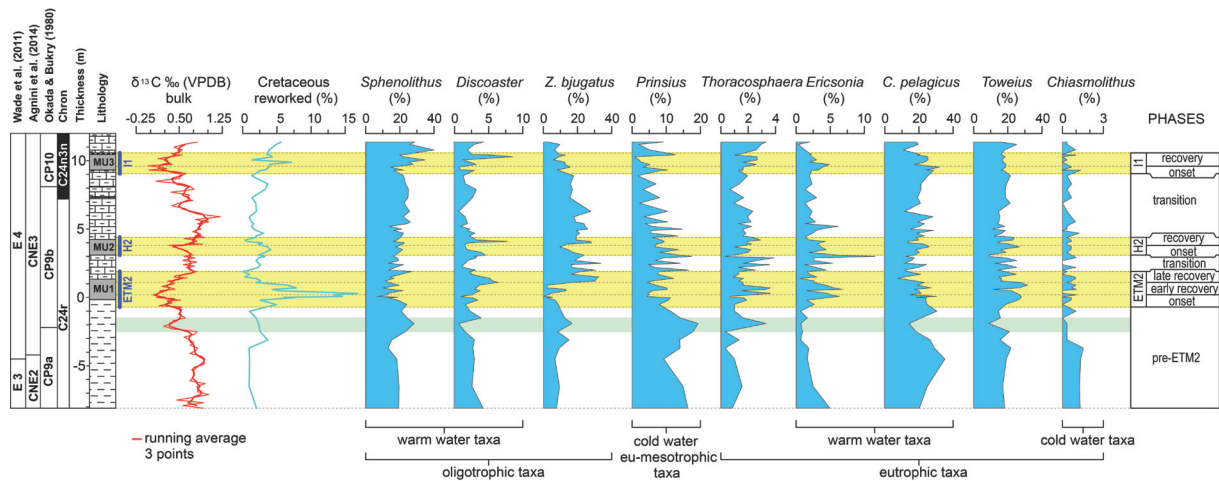 Wade et al. (2011)
Agnini et al. (2014)
Okada & Bukry (1980)
Chron
Thickness (m)
Lithology
δ13C ‰ (VPDB)
bulk
-0.25 0.50 1.25
Cretaceous
reworked (%)
0 5 10 15
Sphenolithus
(%)
0 20 40
Discoaster
(%)
0 5 10
Z. bjugatus
(%)
0 20 40
Prinsius
(%)
0 10 20
Thoracosphaera
(%)
0 2 4
Ericsonia
(%)
0 5 10
C. pelagicus
(%)
0 20 40
Toweius
(%)
0 20 40
Chiasmolithus
(%)
0 3
PHASES
E 4
E 3
CNE3
CNE2
CP10
CP9b
CP9a
C24n3n
C24r
10
5
0
-5
MU3
MU2
MU1
I1
H2
ETM2
I1
recovery
onset
transition
H2
recovery
onset
transition
ETM2
late recovery
early recovery
onset
pre-ETM2
running average
3 points
warm water taxa
oligotrophic taxa
cold water
eu-mesotrophic
taxa
warm water taxa
cold water taxa
eutrophic taxa